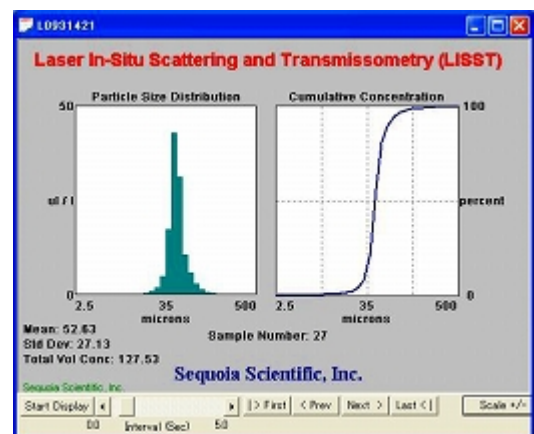 L0931421
Laser In-Situ Scattering and Transmissometry (LISST)
Particle Size Distribution
Cumulative Concentration
50
100
ul / l
percent
0
0
2.5 35 500
2.5 35 500
microns
microns
Mean: 52.63
Std Dev: 27.13
Total Vol Conc: 127.53
Sample Number: 27
Sequoia Scientific, Inc.
Sequoia Scientific, Inc.
Start Display
|> First
< Prev
Next >
Last <|
Scale +/-
Interval (Sec)